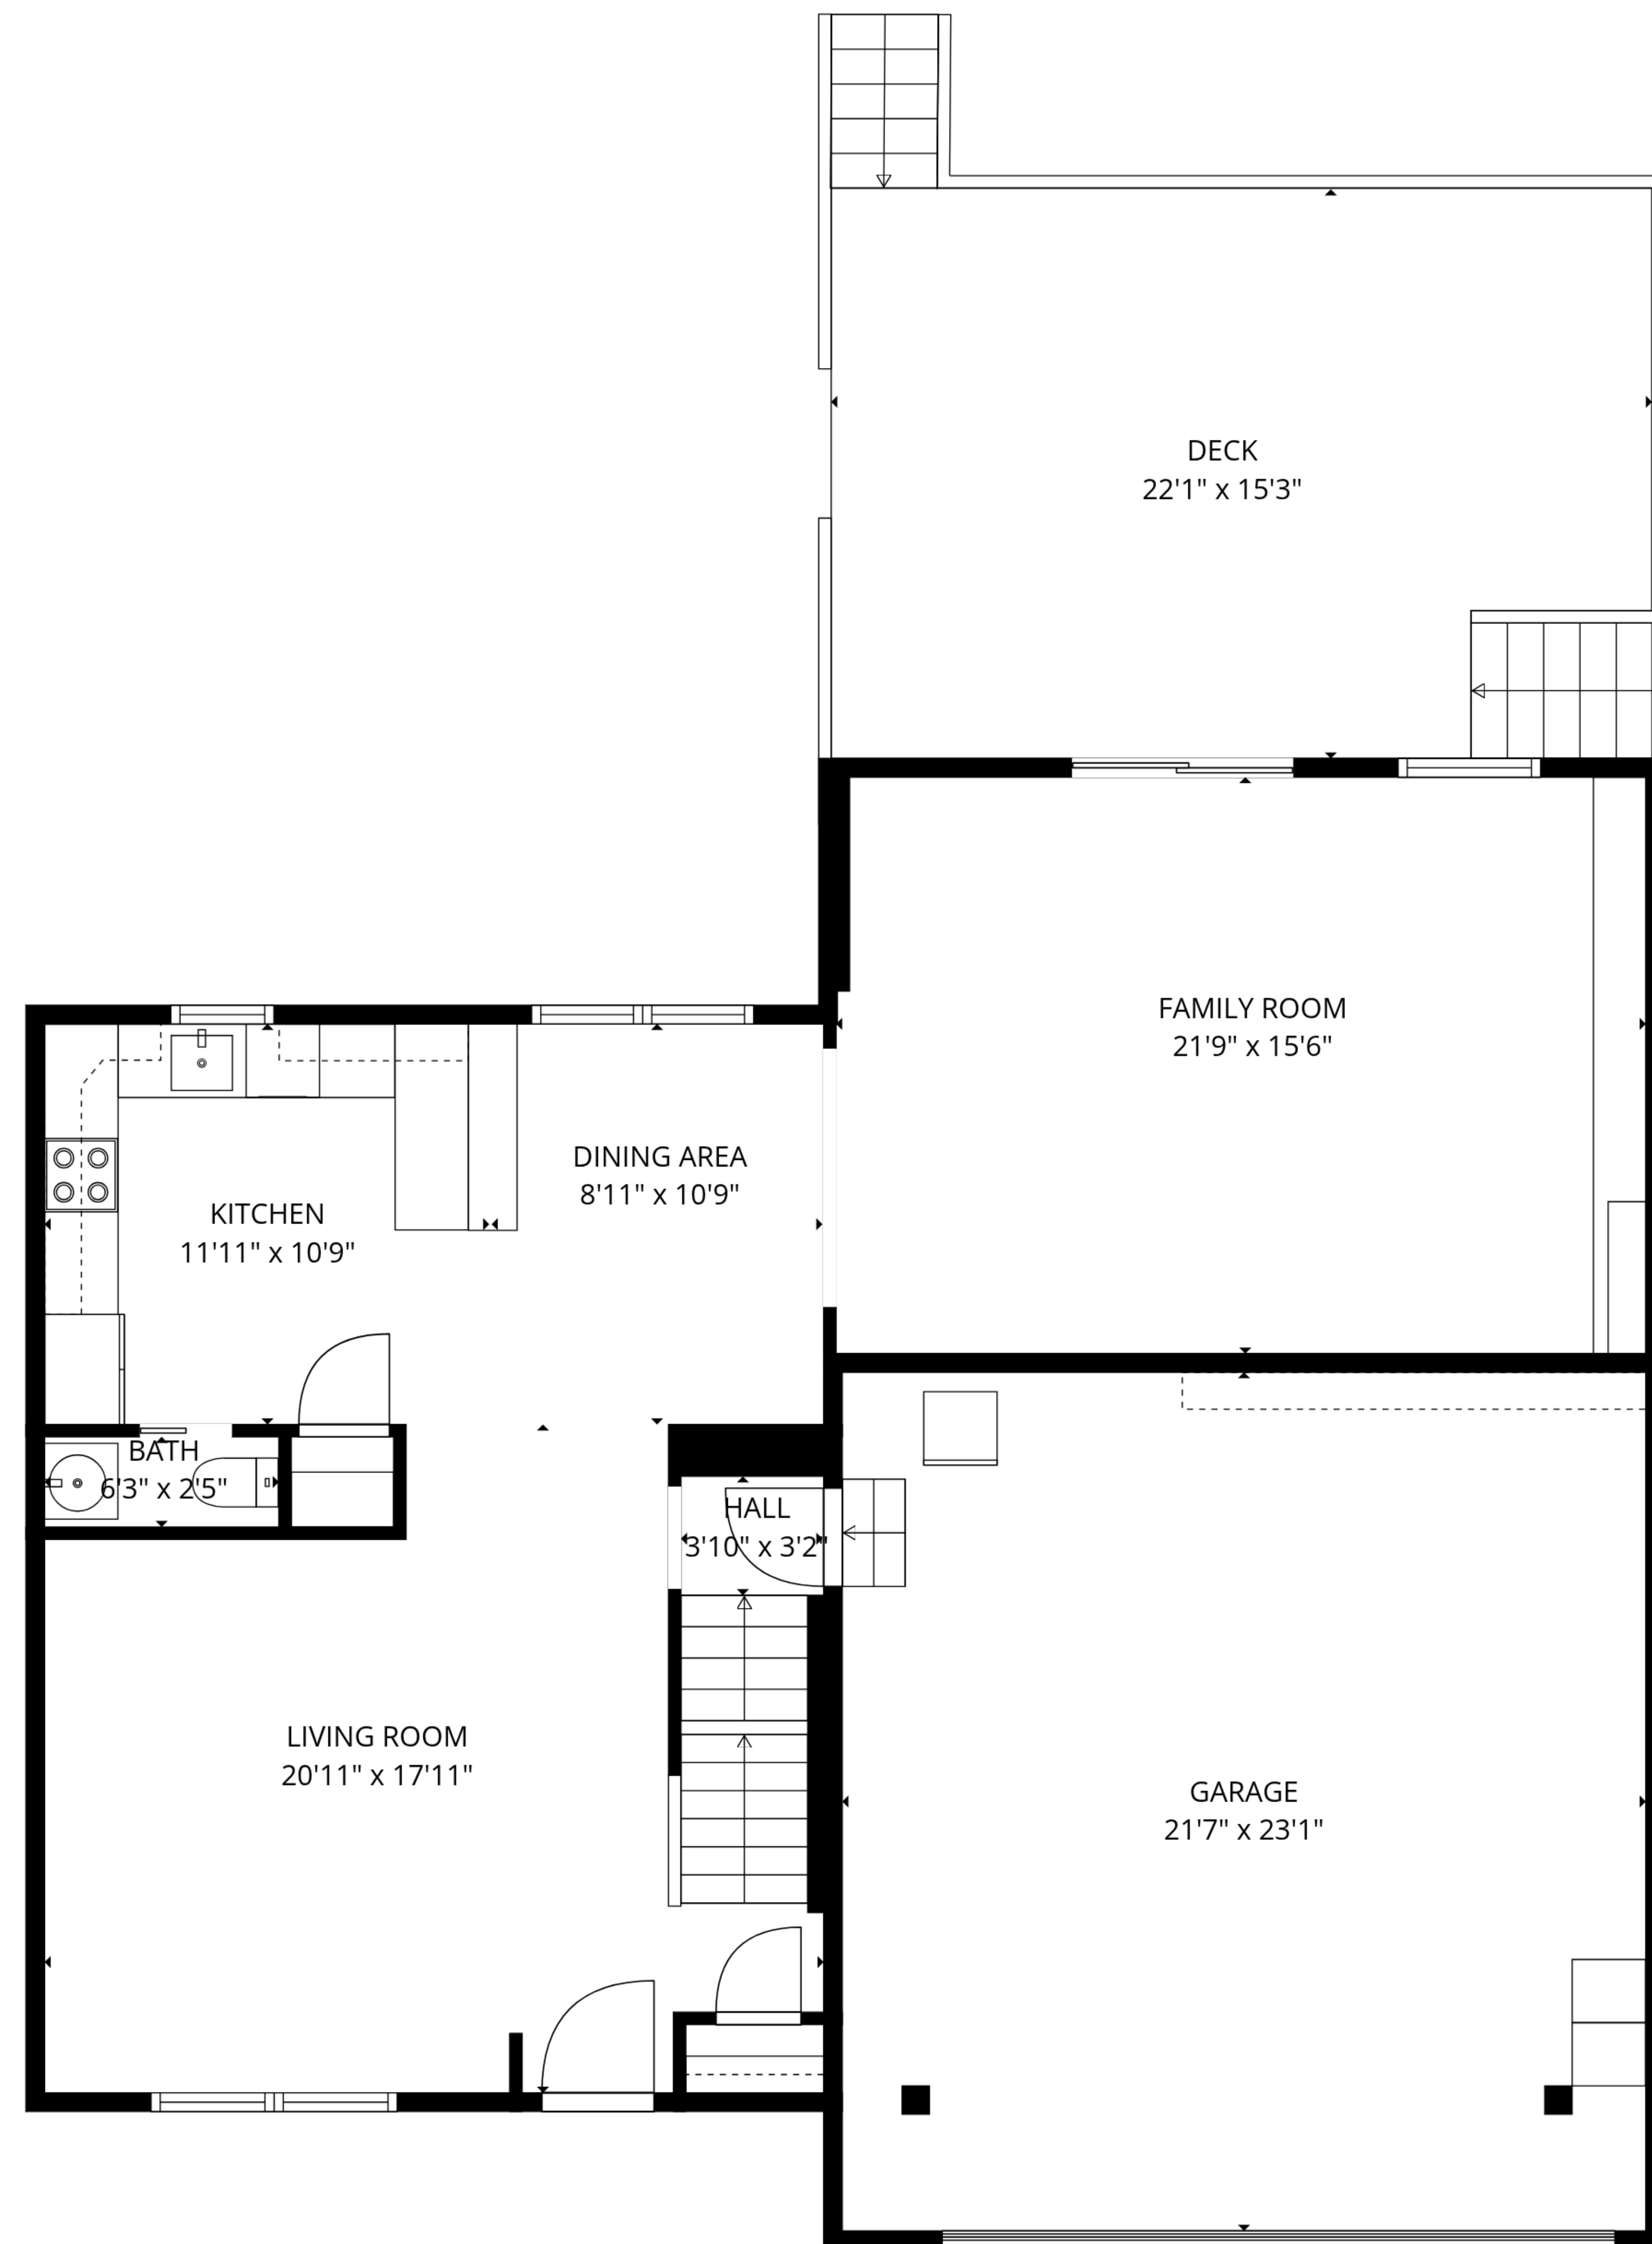 DECK
22'1" x 15'3"
FAMILY ROOM
21'9" x 15'6"
DINING AREA
8'11" x 10'9"
KITCHEN
11'11" x 10'9"
BATH
6'3" x 2'5"
HALL
3'10" x 3'2"
LIVING ROOM
20'11" x 17'11"
GARAGE
21'7" x 23'1"